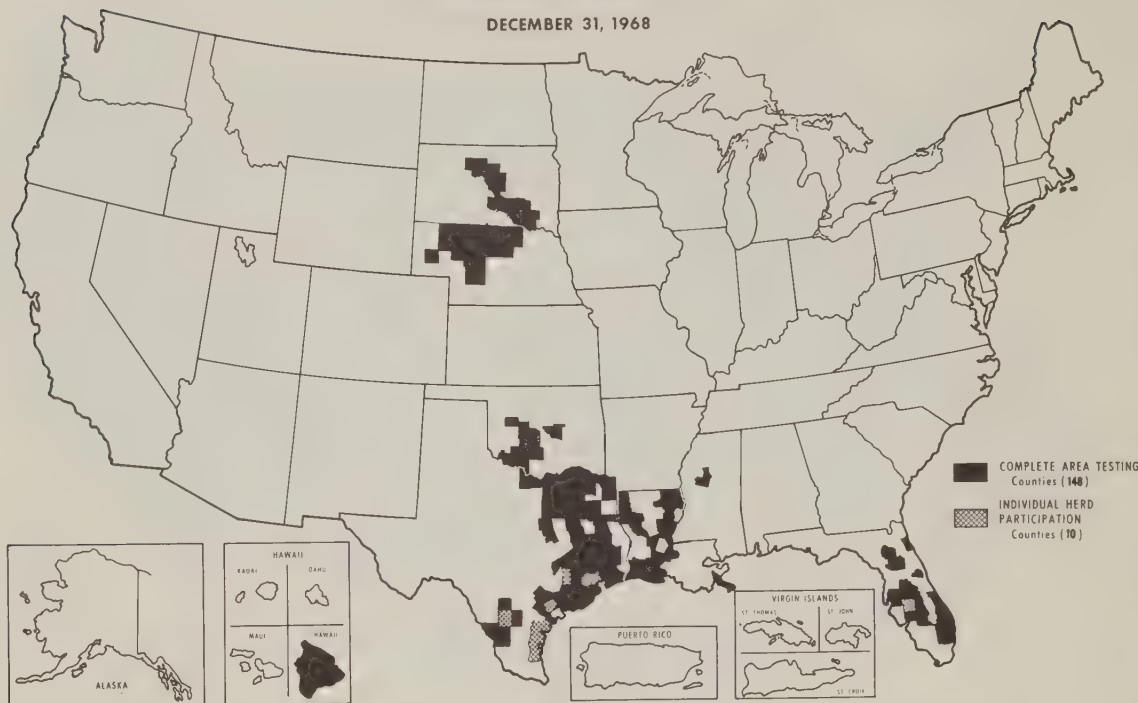 DECEMBER 31, 1968
COMPLETE AREA TESTING
Counties (148)
INDIVIDUAL HERD
PARTICIPATION
Counties (10)
ALASKA
HAWAII
KAUAI
OAHU
MAUI
HAWAII
PUERTO RICO
VIRGIN ISLANDS
ST THOMAS
ST JOHN
ST CROIX